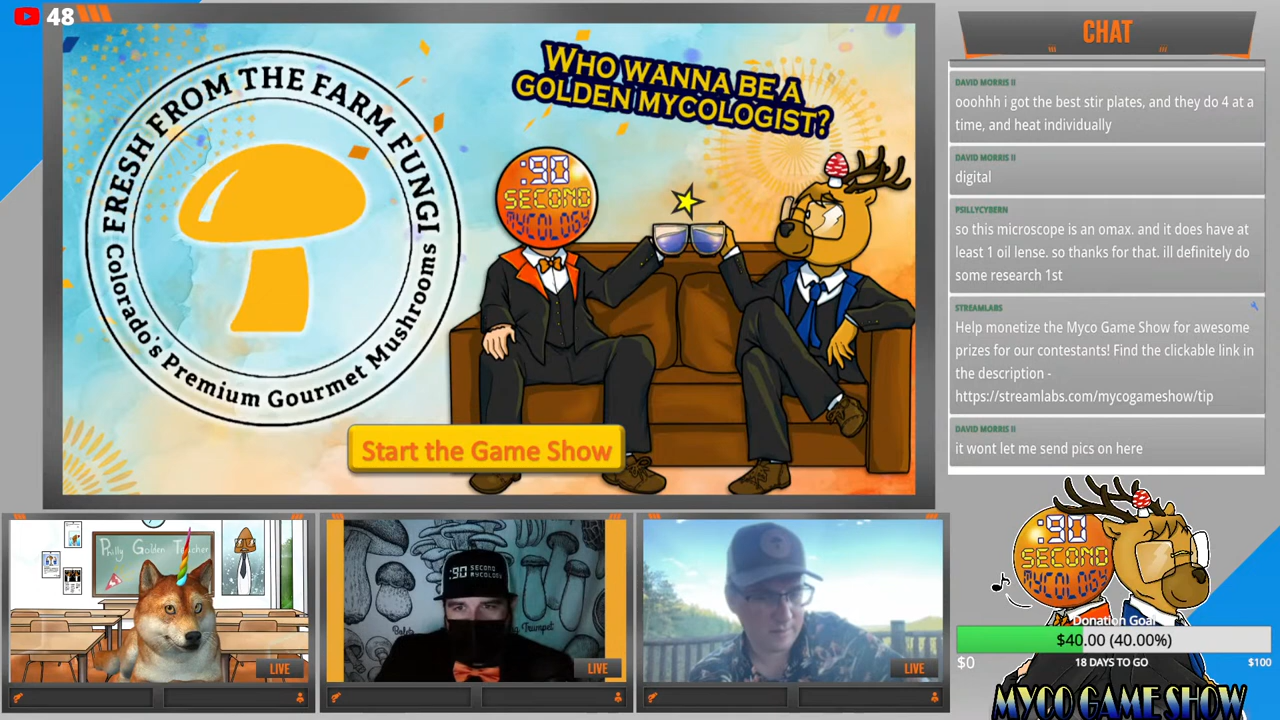 48
FRESH FROM THE FARM FUNGI
Colorado's Premium Gourmet Mushrooms
WHO WANNA BE A
GOLDEN MYCOLOGIST?
:90
SECOND
MYCOLOGY
Start the Game Show
CHAT
DAVID MORRIS II
ooohhh i got the best stir plates, and they do 4 at a
time, and heat individually
DAVID MORRIS II
digital
PSILLYCYBERN
so this microscope is an omax. and it does have at
least 1 oil lense. so thanks for that. ill definitely do
some research 1st
STREAMLABS
Help monetize the Myco Game Show for awesome
prizes for our contestants! Find the clickable link in
the description -
https://streamlabs.com/mycogameshow/tip
DAVID MORRIS II
it wont let me send pics on here
Philly Golden Teacher
LIVE
:90 SECOND
MYCOLOGY
Trumpet
LIVE
LIVE
:90
SECOND
MYCOLOGY
Donation Goal
$40.00 (40.00%)
$0
18 DAYS TO GO
$100
MYCO GAME SHOW